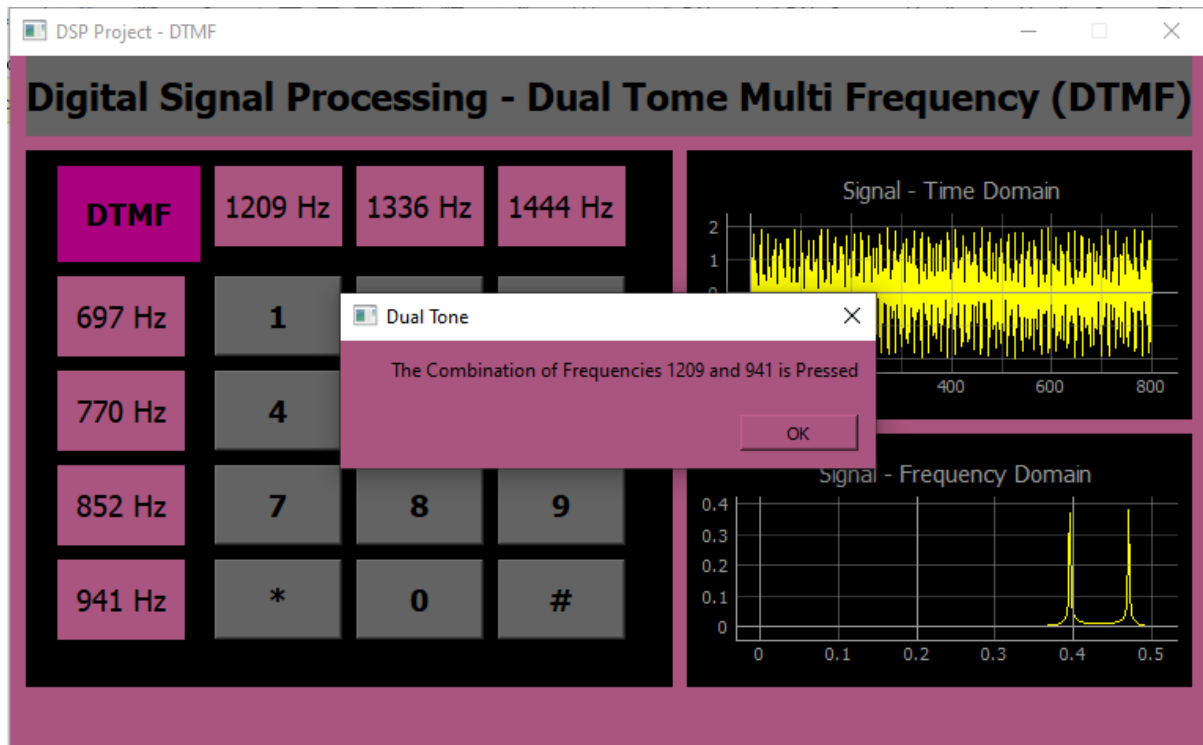 DSP Project - DTMF
Digital Signal Processing - Dual Tome Multi Frequency (DTMF)
DTMF
1209 Hz
1336 Hz
1444 Hz
697 Hz
1
770 Hz
4
852 Hz
7
8
9
941 Hz
*
0
#
Dual Tone
The Combination of Frequencies 1209 and 941 is Pressed
OK
Signal - Time Domain
2
1
400
600
800
Signal - Frequency Domain
0.4
0.3
0.2
0.1
0
0
0.1
0.2
0.3
0.4
0.5